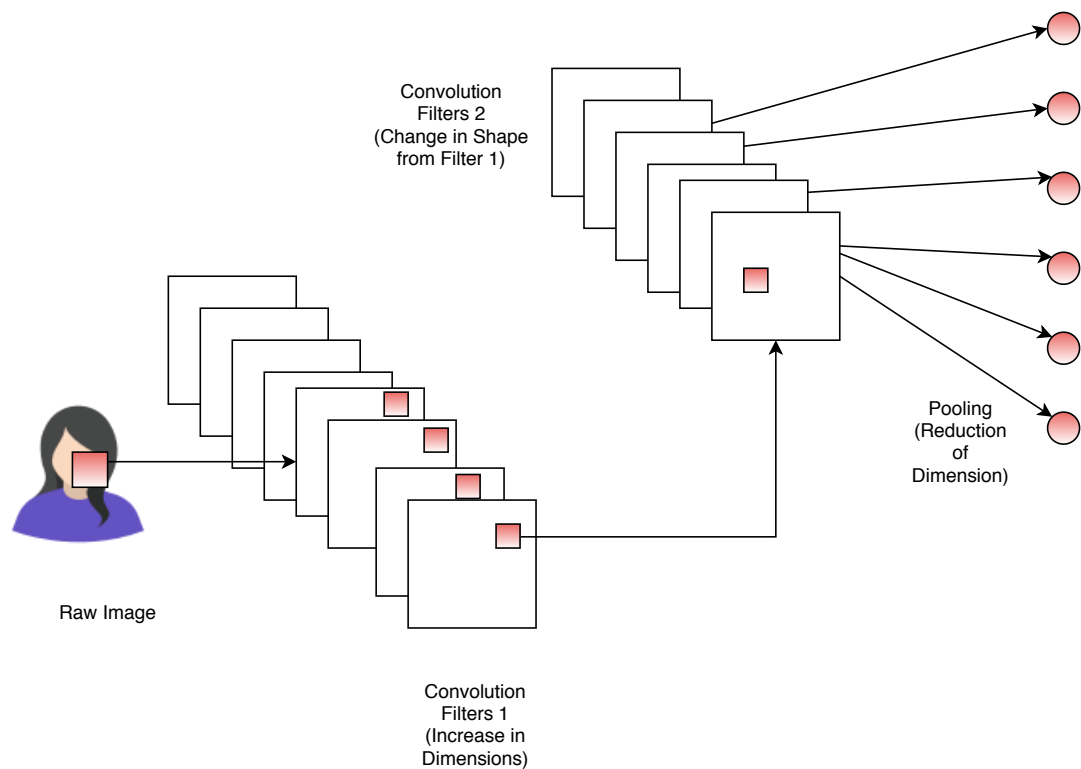 Convolution
Filters 2
(Change in Shape
from Filter 1)
Pooling
(Reduction
of
Dimension)
Raw Image
Convolution
Filters 1
(Increase in
Dimensions)